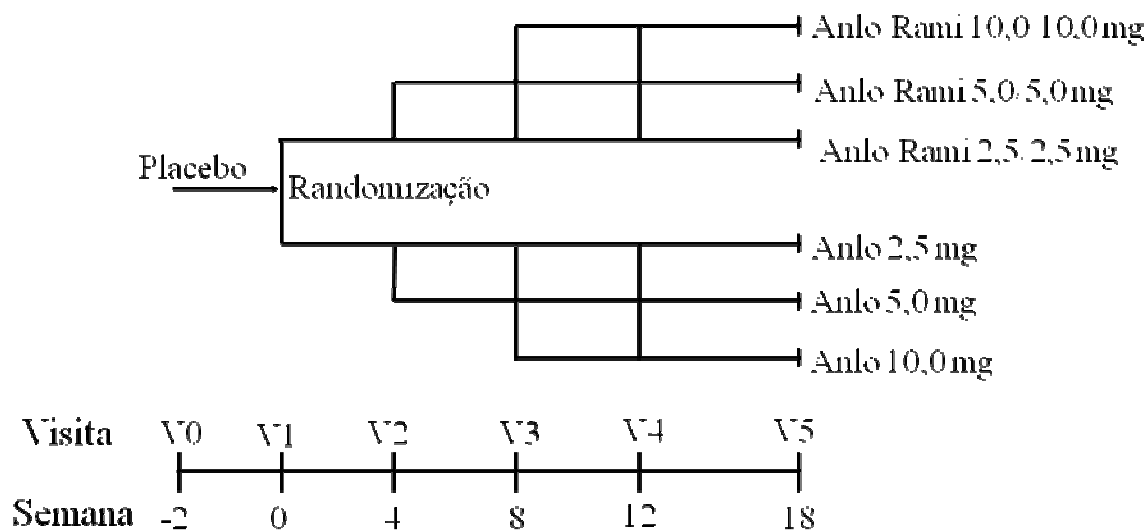 Anlo Rami 10,0 10,0 mg
Anlo Rami 5,0/5,0 mg
Anlo Rami 2,5/2,5 mg
Placebo
Randomização
Anlo 2,5 mg
Anlo 5,0 mg
Anlo 10,0 mg
Visita V0 V1 V2 V3 V4 V5
Semana -2 0 4 8 12 18